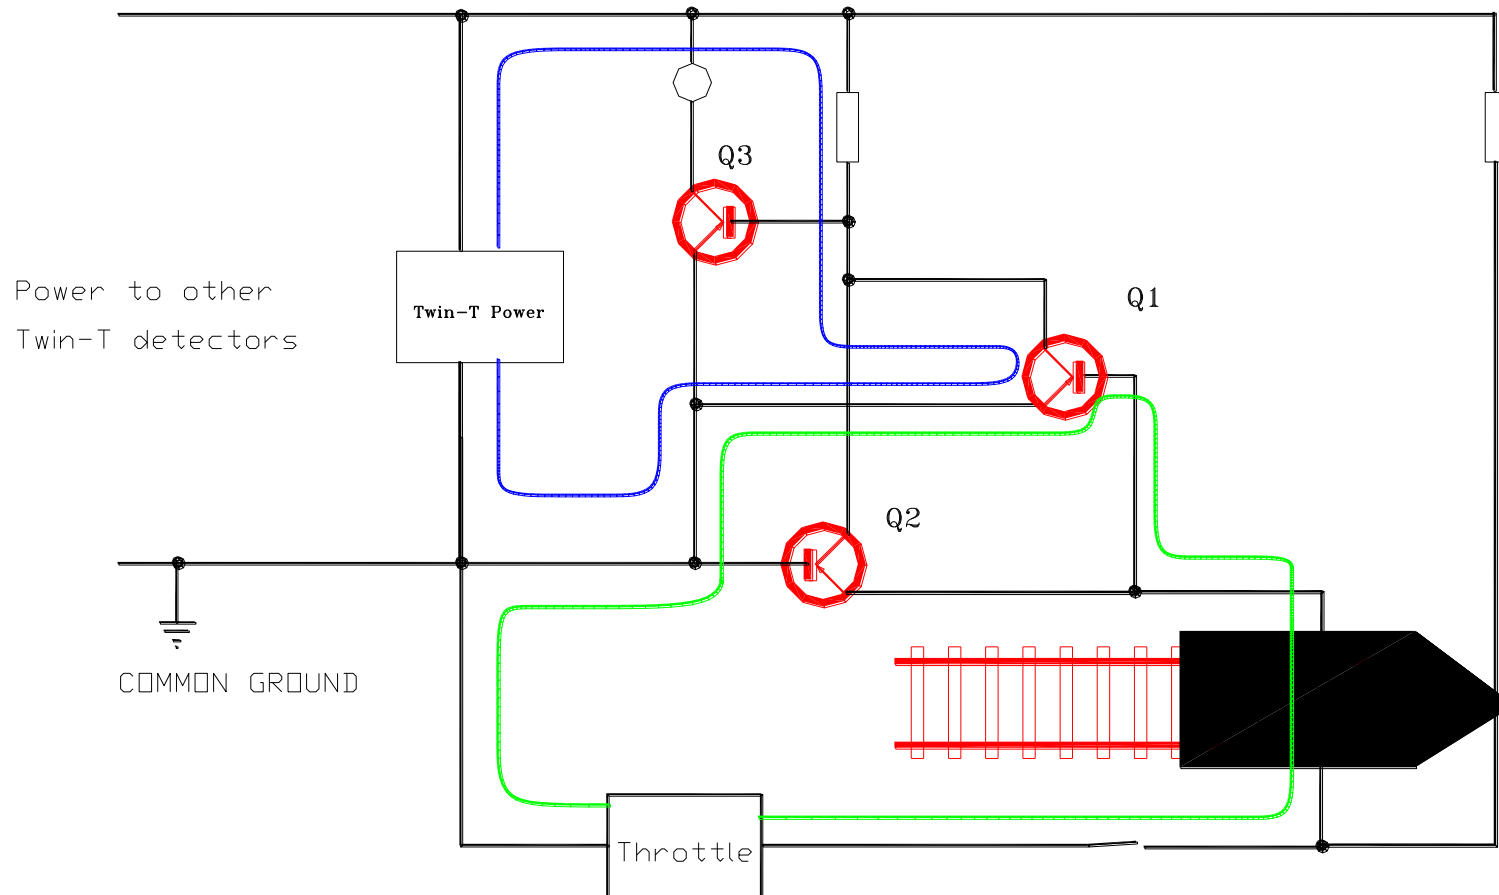 Q3
Q1
Power to other
Twin-T detectors
Twin-T Power
Q2
COMMON GROUND
Throttle